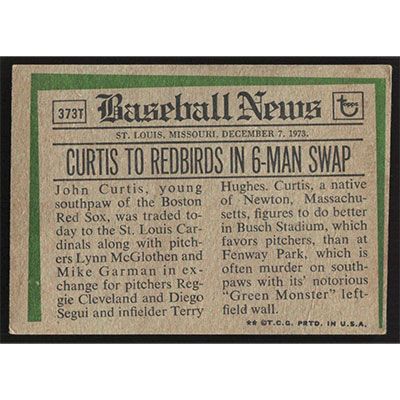 373T
Baseball News
TOPPS
ST. LOUIS, MISSOURI, DECEMBER 7, 1973.
CURTIS TO REDBIRDS IN 6-MAN SWAP
John Curtis, young
southpaw of the Boston
Red Sox, was traded to-
day to the St. Louis Car-
dinals along with pitch-
ers Lynn McGlothen and
Mike Garman in ex-
change for pitchers Reg-
gie Cleveland and Diego
Segui and infielder Terry
Hughes. Curtis, a native
of Newton, Massachu-
setts, figures to do better
in Busch Stadium, which
favors pitchers, than at
Fenway Park, which is
often murder on south-
paws with its' notorious
"Green Monster" left-
field wall.
** ©T.C.G. PRTD. IN U.S.A.